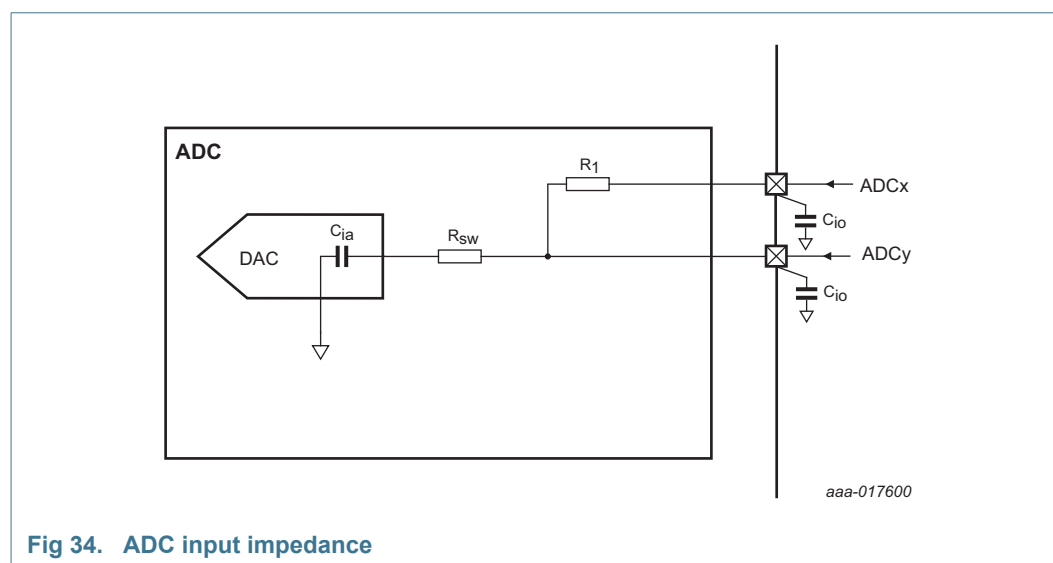 ADC
R1
ADCx
Cio
Cia
Rsw
DAC
ADCy
Cio
aaa-017600
Fig 34. ADC input impedance